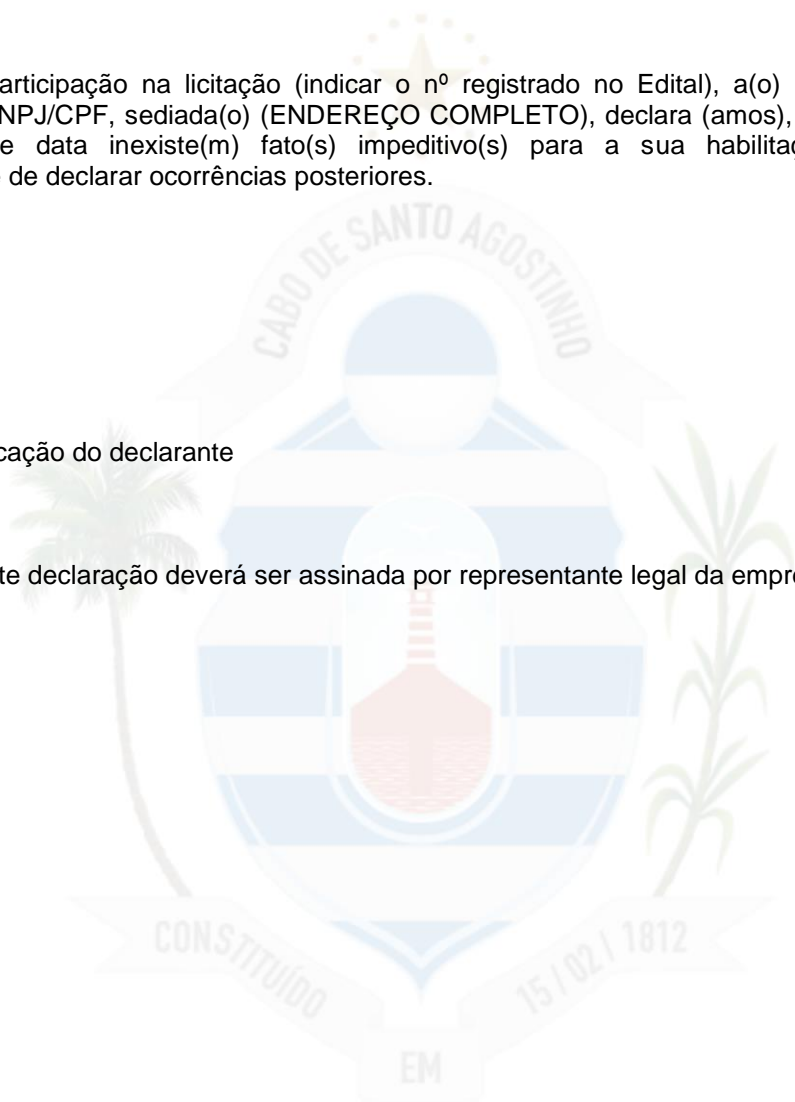 articipação na licitação (indicar o nº registrado no Edital), a(o)
NPJ/CPF, sediada(o) (ENDEREÇO COMPLETO), declara (amos),
e data inexiste(m) fato(s) impeditivo(s) para a sua habilitaç
de declarar ocorrências posteriores.
CABO DE SANTO AGOSTINHO
cação do declarante
te declaração deverá ser assinada por representante legal da empr
CONSTITUÍDO
EM
15/02/1812